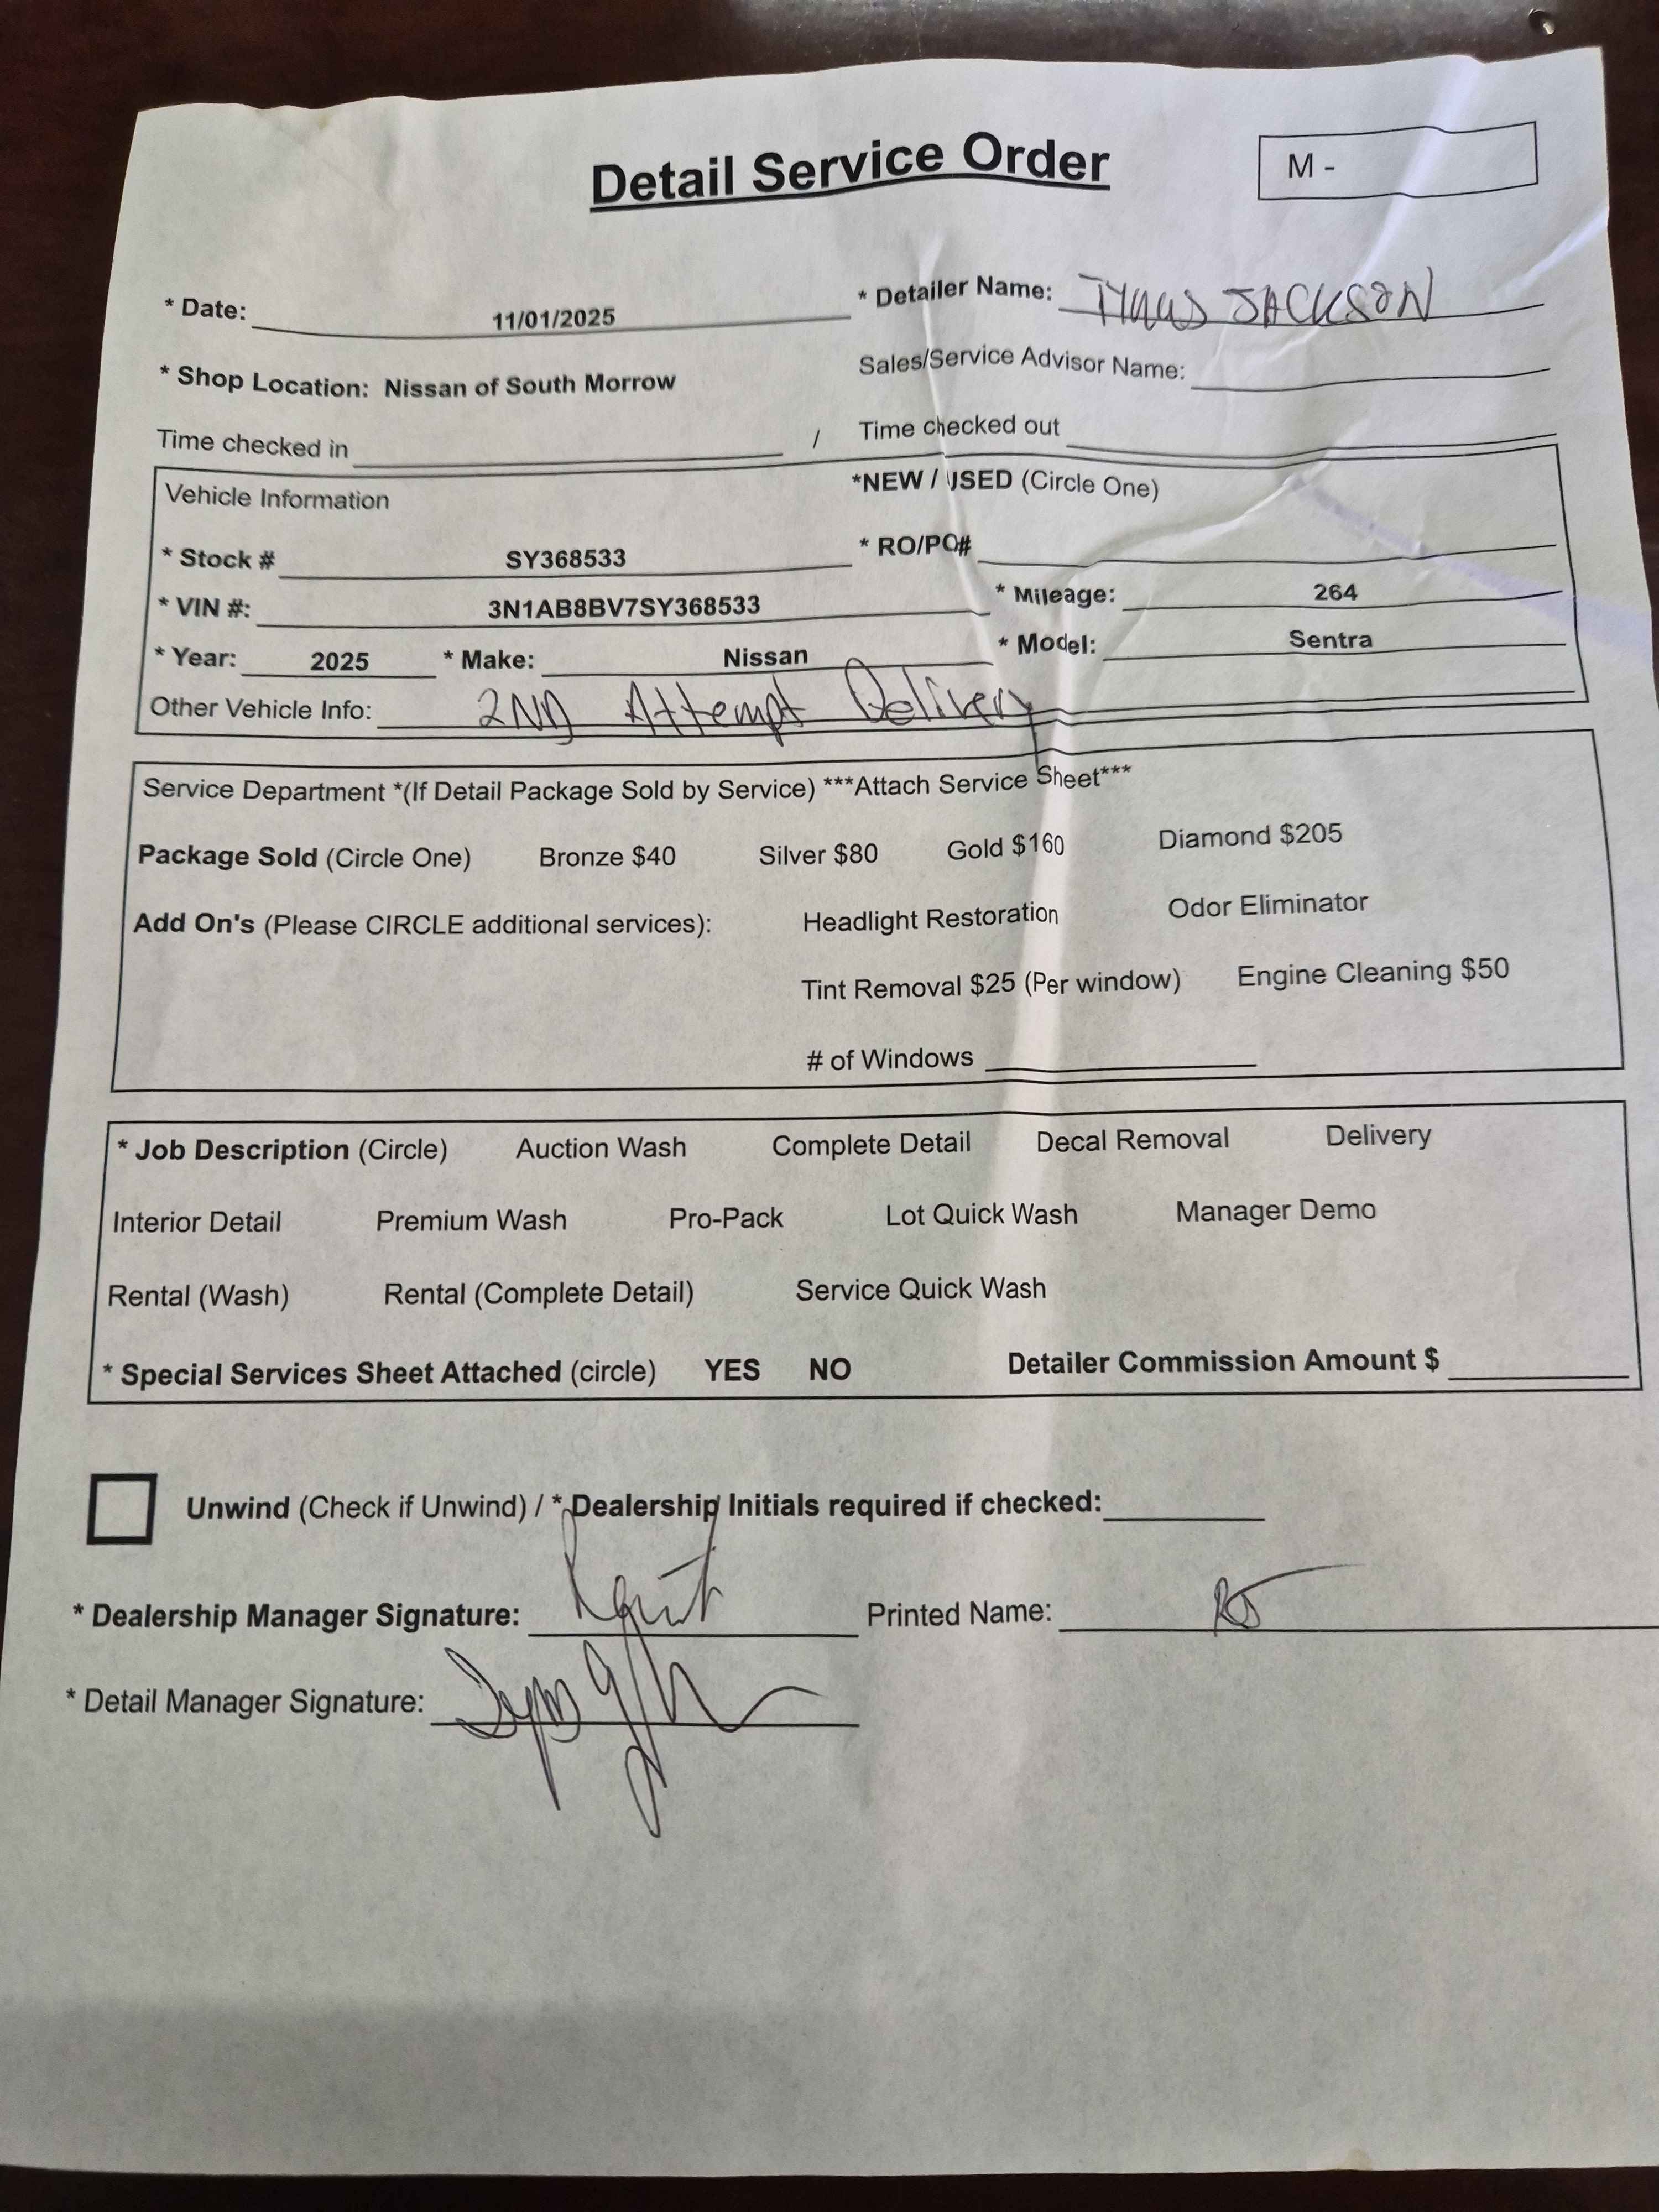 Detail Service Order
M -
* Date: 11/01/2025
* Detailer Name: JACKSON
* Shop Location: Nissan of South Morrow
Sales/Service Advisor Name:
Time checked in / Time checked out
Vehicle Information
*NEW / USED (Circle One)
* Stock # SY368533
* RO/PO#
* VIN #: 3N1AB8BV7SY368533
* Mileage: 264
* Year: 2025 * Make: Nissan * Model: Sentra
Other Vehicle Info: 2ND Attempt Delivery
Service Department *(If Detail Package Sold by Service) ***Attach Service Sheet***
Package Sold (Circle One) Bronze $40 Silver $80 Gold $160 Diamond $205
Add On's (Please CIRCLE additional services): Headlight Restoration Odor Eliminator
Tint Removal $25 (Per window) Engine Cleaning $50
# of Windows
* Job Description (Circle) Auction Wash Complete Detail Decal Removal Delivery
Interior Detail Premium Wash Pro-Pack Lot Quick Wash Manager Demo
Rental (Wash) Rental (Complete Detail) Service Quick Wash
* Special Services Sheet Attached (circle) YES NO Detailer Commission Amount $
Unwind (Check if Unwind) / * Dealership Initials required if checked:
* Dealership Manager Signature: Printed Name:
* Detail Manager Signature: